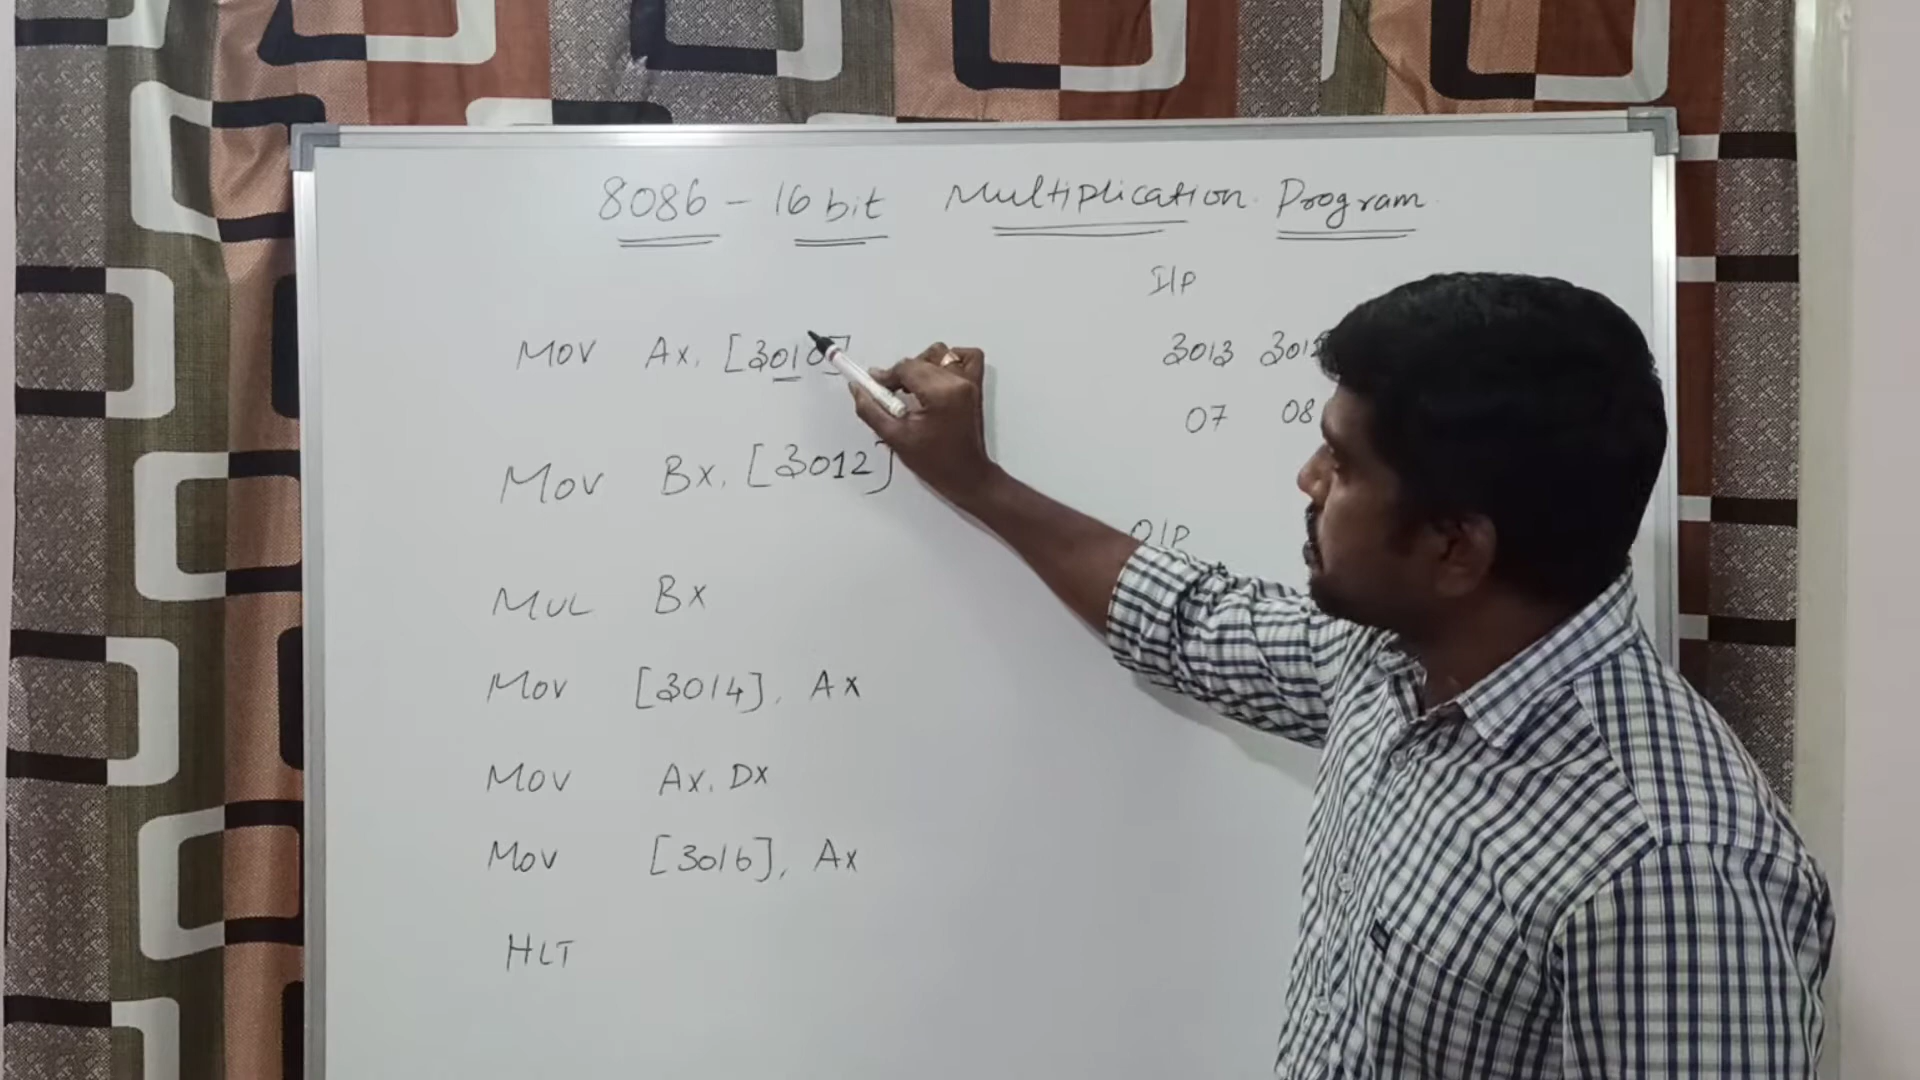 8086 - 16 bit Multiplication Program
I/P
MOV AX, [3010]
3013
07 08
MOV BX, [3012]
O/P
MUL BX
MOV [3014], AX
MOV AX, DX
MOV [3016], AX
HLT